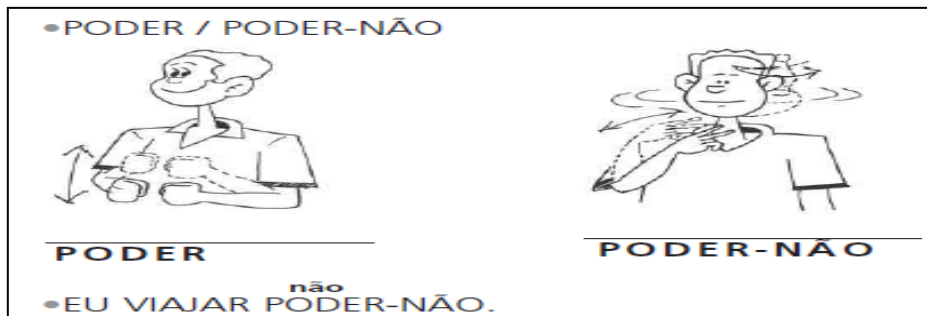 •PODER / PODER-NÃO
PODER
PODER-NÃO
não
•EU VIAJAR PODER-NÃO.